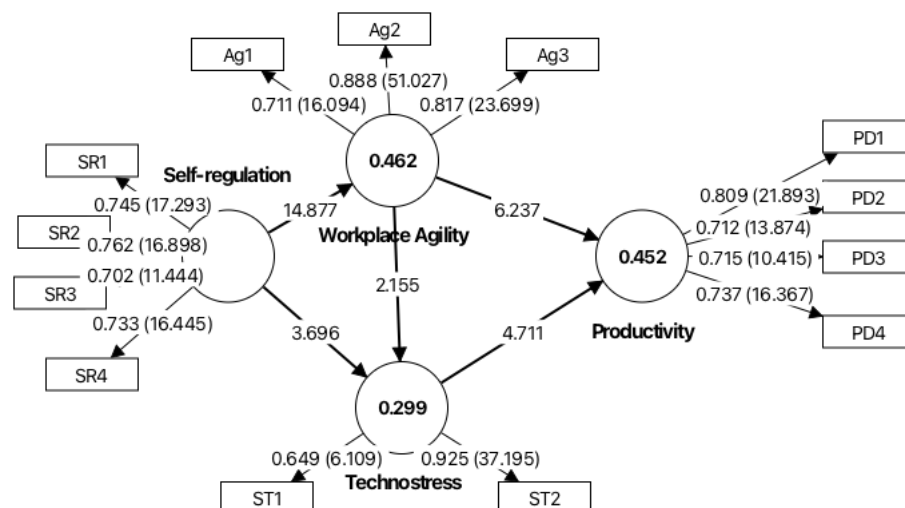 Ag2
Ag1
Ag3
0.888 (51.027)
0.711 (16.094)
0.817 (23.699)
PD1
SR1
0.462
Self-regulation
0.809 (21.893)
PD2
0.745 (17.293)
14.877
6.237
0.712 (13.874)
SR2
0.762 (16.898)
Workplace Agility
0.452
0.715 (10.415)
PD3
0.702 (11.444)
2.155
SR3
0.737 (16.367)
0.733 (16.445)
3.696
4.711
Productivity
PD4
SR4
0.299
0.649 (6.109)
0.925 (37.195)
Technostress
ST1
ST2